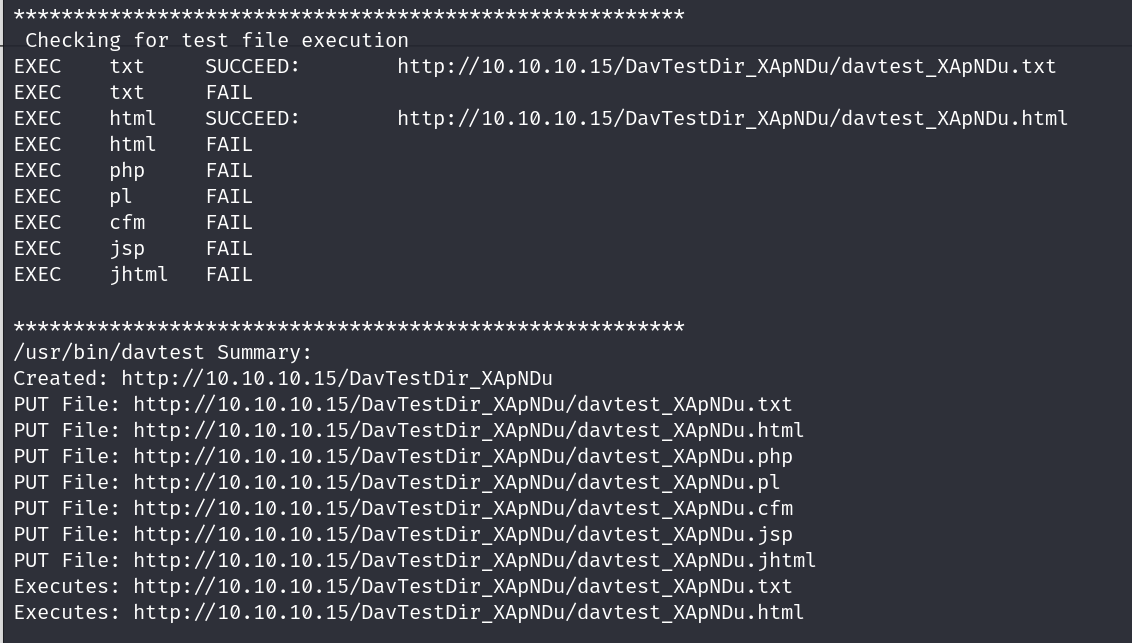 ********************************************************
Checking for test file execution
EXEC    txt     SUCCEED:        http://10.10.10.15/DavTestDir_XApNDu/davtest_XApNDu.txt
EXEC    txt     FAIL
EXEC    html    SUCCEED:        http://10.10.10.15/DavTestDir_XApNDu/davtest_XApNDu.html
EXEC    html    FAIL
EXEC    php     FAIL
EXEC    pl      FAIL
EXEC    cfm     FAIL
EXEC    jsp     FAIL
EXEC    jhtml   FAIL
********************************************************
/usr/bin/davtest Summary:
Created: http://10.10.10.15/DavTestDir_XApNDu
PUT File: http://10.10.10.15/DavTestDir_XApNDu/davtest_XApNDu.txt
PUT File: http://10.10.10.15/DavTestDir_XApNDu/davtest_XApNDu.html
PUT File: http://10.10.10.15/DavTestDir_XApNDu/davtest_XApNDu.php
PUT File: http://10.10.10.15/DavTestDir_XApNDu/davtest_XApNDu.pl
PUT File: http://10.10.10.15/DavTestDir_XApNDu/davtest_XApNDu.cfm
PUT File: http://10.10.10.15/DavTestDir_XApNDu/davtest_XApNDu.jsp
PUT File: http://10.10.10.15/DavTestDir_XApNDu/davtest_XApNDu.jhtml
Executes: http://10.10.10.15/DavTestDir_XApNDu/davtest_XApNDu.txt
Executes: http://10.10.10.15/DavTestDir_XApNDu/davtest_XApNDu.html